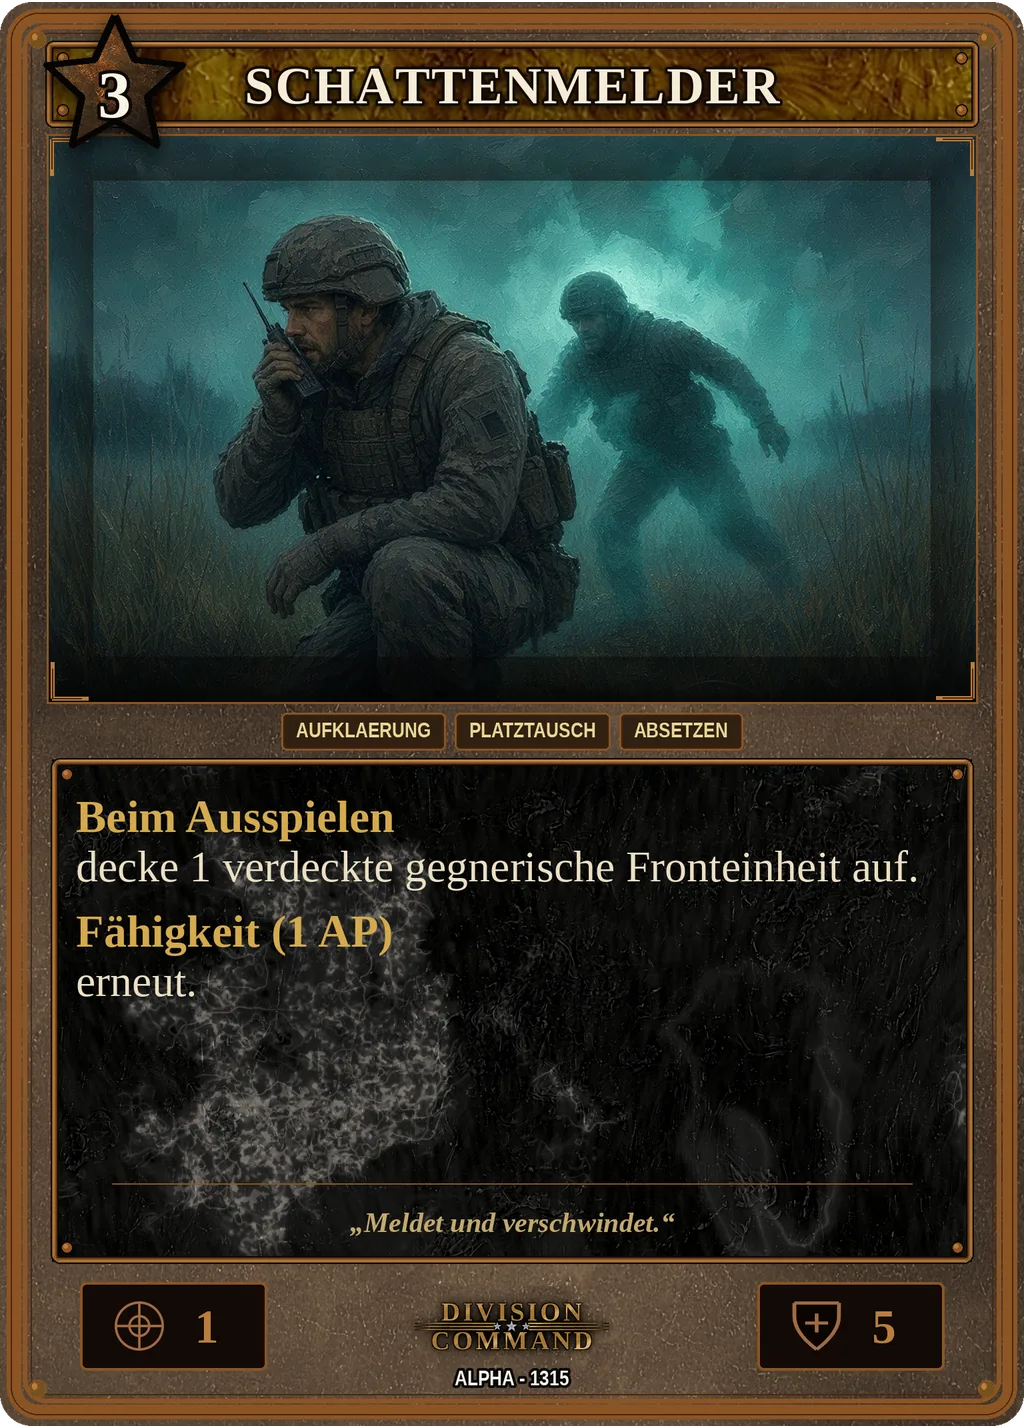 3
SCHATTENMELDER
AUFKLAERUNG PLATZTAUSCH ABSETZEN
Beim Ausspielen
decke 1 verdeckte gegnerische Fronteinheit auf.
Fähigkeit (1 AP)
erneut.
„Meldet und verschwindet.“
1
DIVISION
COMMAND
5
ALPHA - 1315